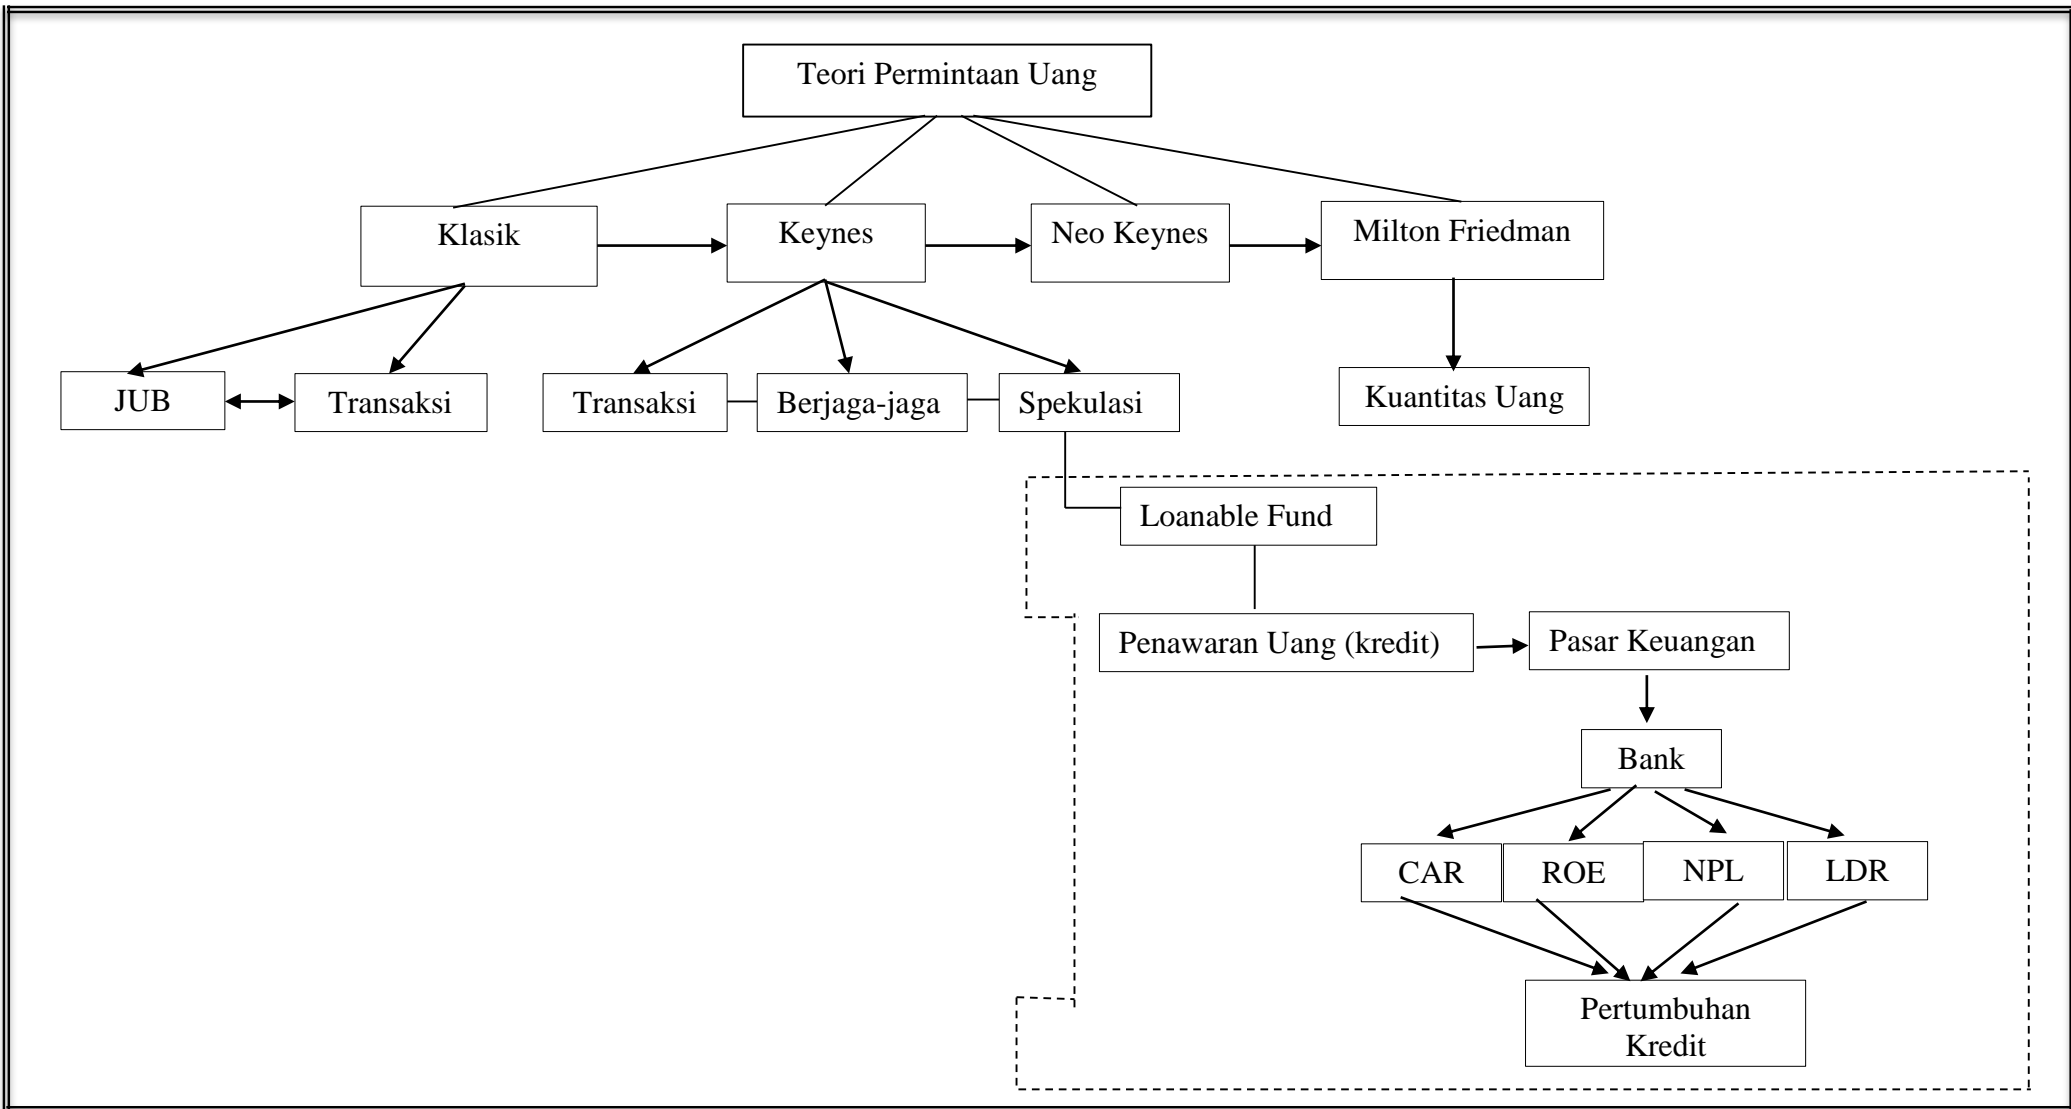 Teori Permintaan Uang
Klasik
Keynes
Neo Keynes
Milton Friedman
JUB
Transaksi
Transaksi
Berjaga-jaga
Spekulasi
Kuantitas Uang
Loanable Fund
Penawaran Uang (kredit)
Pasar Keuangan
Bank
CAR
ROE
NPL
LDR
Pertumbuhan
Kredit